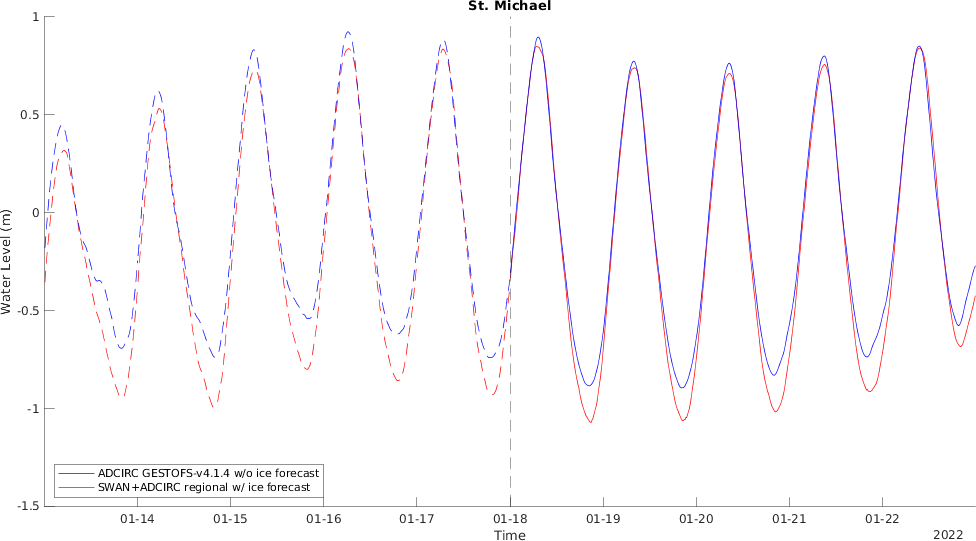 St. Michael
1
0.5
0
-0.5
-1
-1.5
Water Level (m)
ADCIRC GESTOFS-v4.1.4 w/o ice forecast
SWAN+ADCIRC regional w/ ice forecast
01-14 01-15 01-16 01-17 01-18 01-19 01-20 01-21 01-22
Time
2022